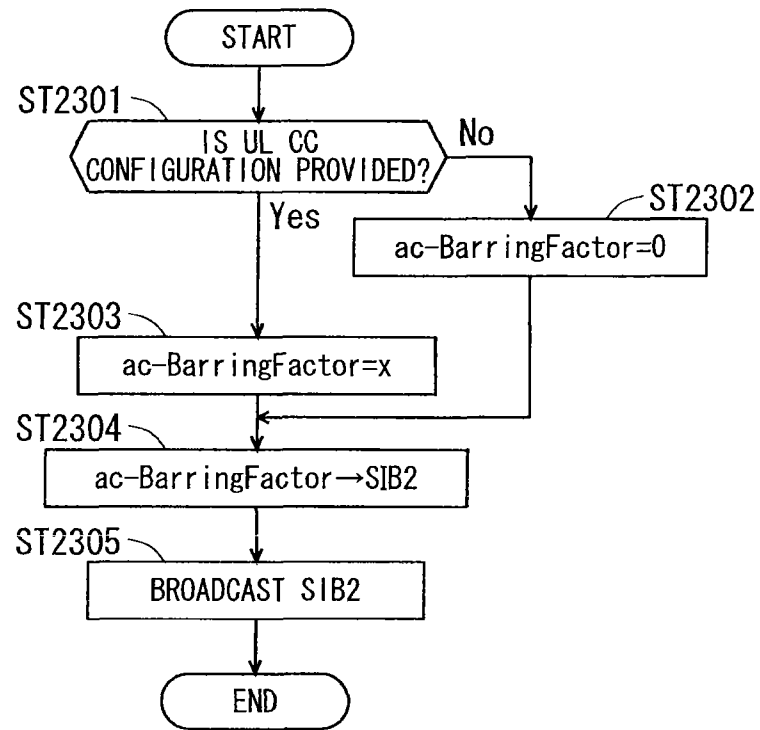 START
ST2301
IS UL CC
CONFIGURATION PROVIDED?
No
Yes
ST2302
ac-BarringFactor=0
ST2303
ac-BarringFactor=x
ST2304
ac-BarringFactor→SIB2
ST2305
BROADCAST SIB2
END